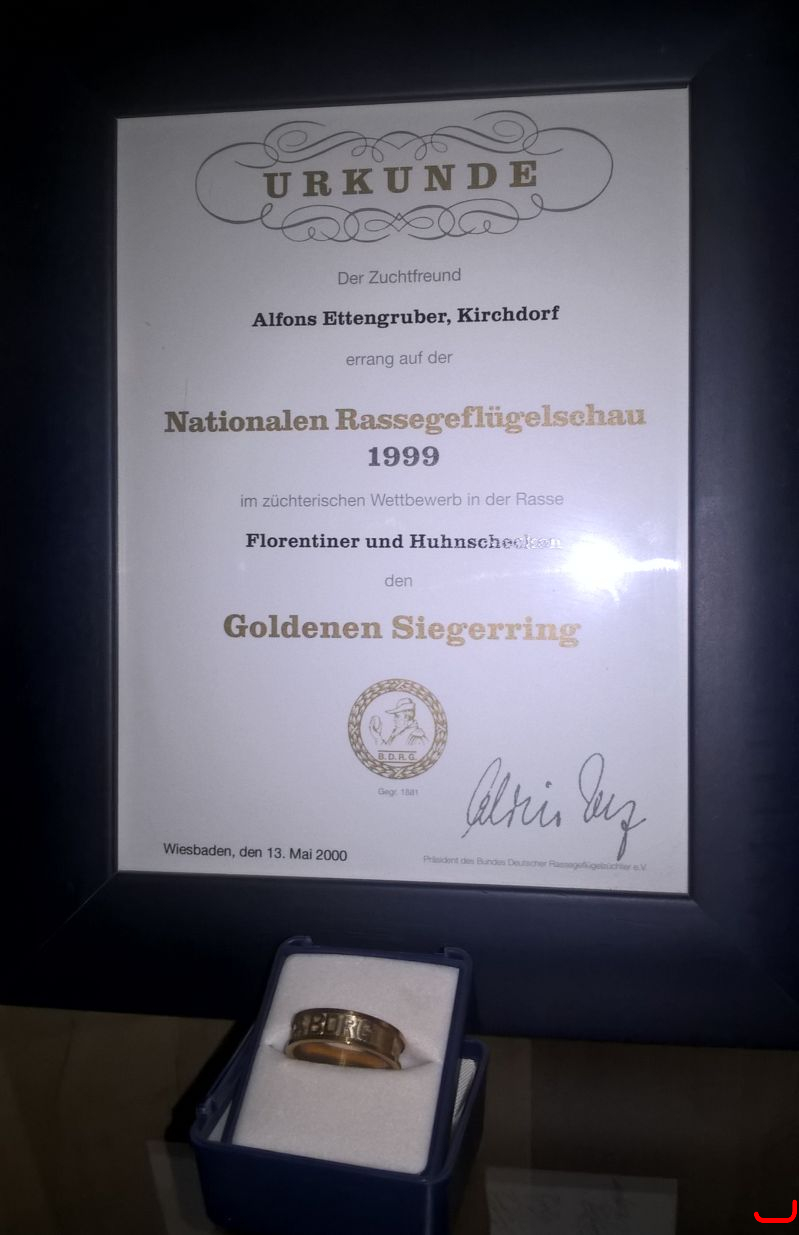 URKUNDE
Der Zuchtfreund
Alfons Ettengruber, Kirchdorf
errang auf der
Nationalen Rassegeflügelschau
1999
im züchterischen Wettbewerb in der Rasse
Florentiner und Huhnschecken
den
Goldenen Siegerring
B.D.R.G.
Gegr. 1881
Wiesbaden, den 13. Mai 2000
Präsident des Bundes Deutscher Rassegeflügelzüchter e.V.
BDRG